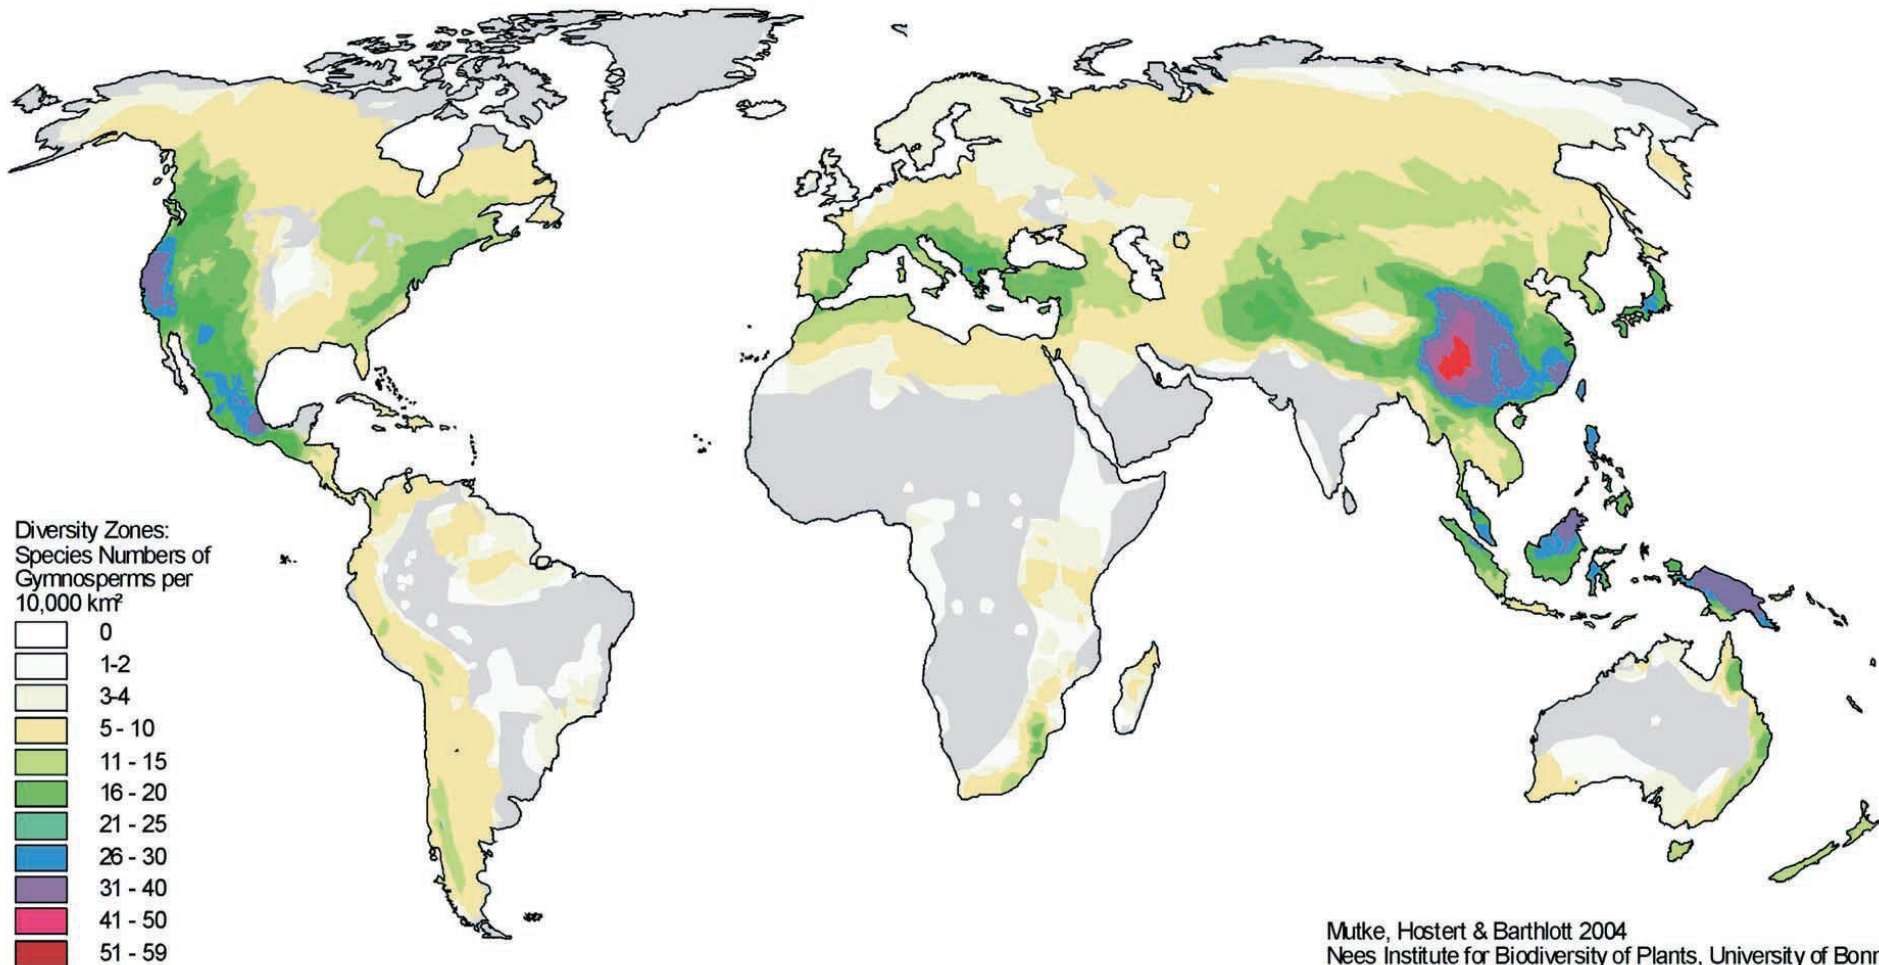 Diversity Zones:
Species Numbers of
Gymnosperms per
10,000 km²
0
1-2
3-4
5 - 10
11 - 15
16 - 20
21 - 25
26 - 30
31 - 40
41 - 50
51 - 59
Mutke, Hostert & Barthlott 2004
Nees Institute for Biodiversity of Plants, University of Bonn